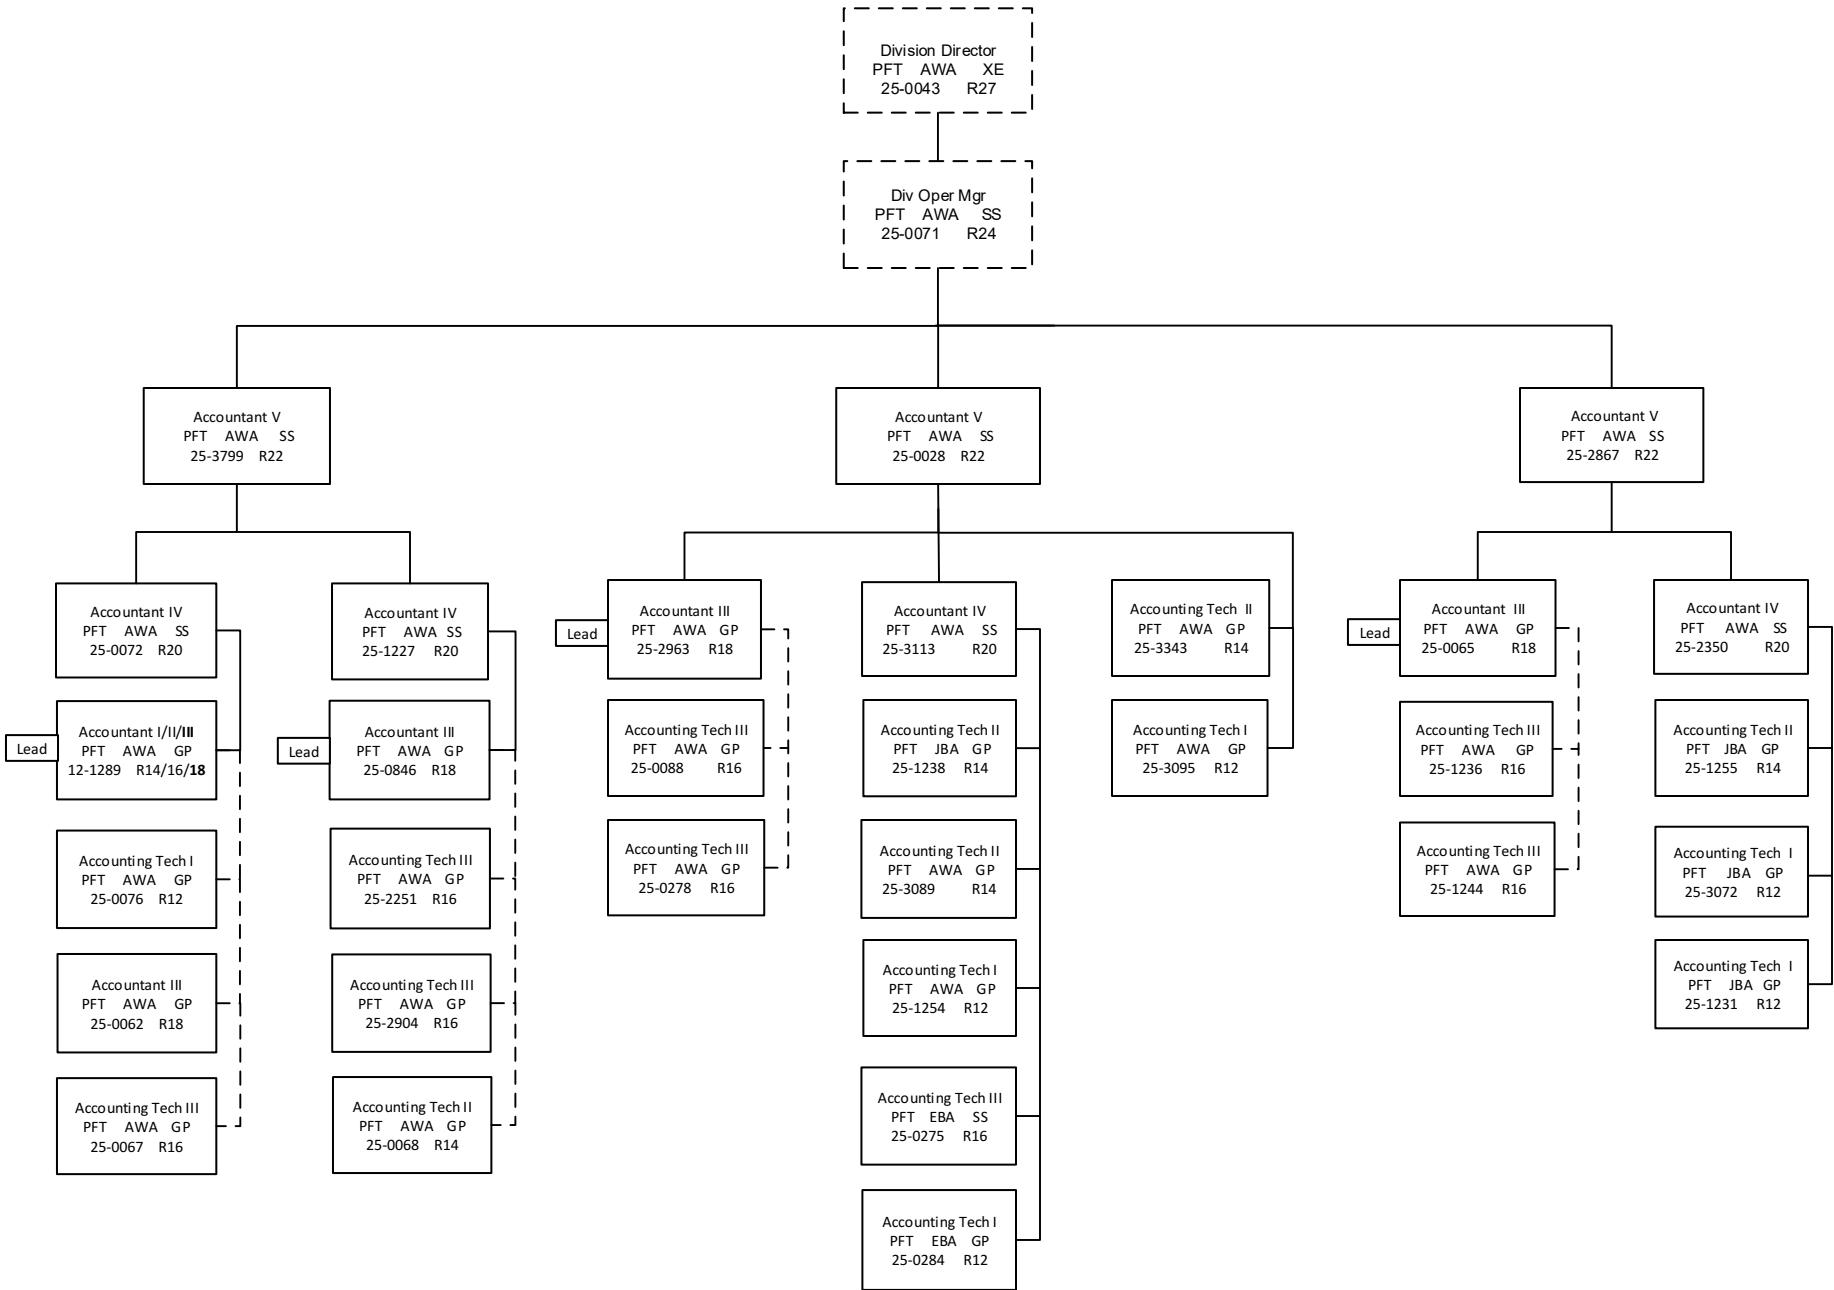 Division Director
PFT AWA XE
25-0043 R27
Div Oper Mgr
PFT AWA SS
25-0071 R24
Accountant V
PFT AWA SS
25-3799 R22
Accountant V
PFT AWA SS
25-0028 R22
Accountant V
PFT AWA SS
25-2867 R22
Accountant IV
PFT AWA SS
25-0072 R20
Lead
Accountant I/II/III
PFT AWA GP
12-1289 R14/16/18
Accounting Tech I
PFT AWA GP
25-0076 R12
Accountant III
PFT AWA GP
25-0062 R18
Accounting Tech III
PFT AWA GP
25-0067 R16
Accountant IV
PFT AWA SS
25-1227 R20
Lead
Accountant III
PFT AWA GP
25-0846 R18
Accounting Tech III
PFT AWA GP
25-2251 R16
Accounting Tech III
PFT AWA GP
25-2904 R16
Accounting Tech II
PFT AWA GP
25-0068 R14
Lead
Accountant III
PFT AWA GP
25-2963 R18
Accounting Tech III
PFT AWA GP
25-0088 R16
Accounting Tech III
PFT AWA GP
25-0278 R16
Accountant IV
PFT AWA SS
25-3113 R20
Accounting Tech II
PFT JBA GP
25-1238 R14
Accounting Tech II
PFT AWA GP
25-3089 R14
Accounting Tech I
PFT AWA GP
25-1254 R12
Accounting Tech III
PFT EBA SS
25-0275 R16
Accounting Tech I
PFT EBA GP
25-0284 R12
Accounting Tech II
PFT AWA GP
25-3343 R14
Accounting Tech I
PFT AWA GP
25-3095 R12
Lead
Accountant III
PFT AWA GP
25-0065 R18
Accounting Tech III
PFT AWA GP
25-1236 R16
Accounting Tech III
PFT AWA GP
25-1244 R16
Accountant IV
PFT AWA SS
25-2350 R20
Accounting Tech II
PFT JBA GP
25-1255 R14
Accounting Tech I
PFT JBA GP
25-3072 R12
Accounting Tech I
PFT JBA GP
25-1231 R12